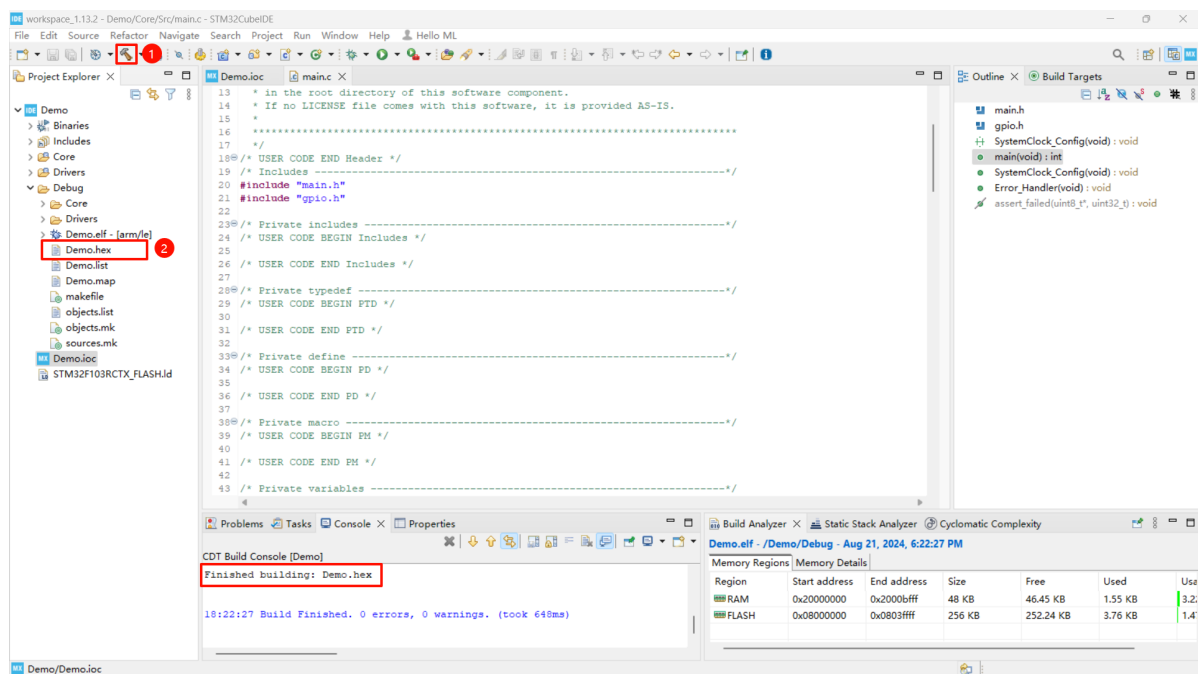 workspace_1.13.2 - Demo/Core/Src/main.c - STM32CubeIDE
File Edit Source Refactor Navigate Search Project Run Window Help Hello ML
1
Project Explorer
Demo
Binaries
Includes
Core
Drivers
Debug
Core
Drivers
Demo.elf - [arm/le]
Demo.hex
2
Demo.list
Demo.map
makefile
objects.list
objects.mk
sources.mk
Demo.ioc
STM32F103RCTX_FLASH.ld
Demo.ioc main.c
13 * in the root directory of this software component.
14 * If no LICENSE file comes with this software, it is provided AS-IS.
15 *
16 ******************************************************************************
17 */
18 /* USER CODE END Header */
19 /* Includes ------------------------------------------------------------------*/
20 #include "main.h"
21 #include "gpio.h"
22
23 /* Private includes ----------------------------------------------------------*/
24 /* USER CODE BEGIN Includes */
25
26 /* USER CODE END Includes */
27
28 /* Private typedef -----------------------------------------------------------*/
29 /* USER CODE BEGIN PTD */
30
31 /* USER CODE END PTD */
32
33 /* Private define ------------------------------------------------------------*/
34 /* USER CODE BEGIN PD */
35
36 /* USER CODE END PD */
37
38 /* Private macro -------------------------------------------------------------*/
39 /* USER CODE BEGIN PM */
40
41 /* USER CODE END PM */
42
43 /* Private variables ---------------------------------------------------------*/
Outline Build Targets
main.h
gpio.h
SystemClock_Config(void) : void
main(void) : int
SystemClock_Config(void) : void
Error_Handler(void) : void
assert_failed(uint8_t*, uint32_t) : void
Problems Tasks Console Properties
CDT Build Console [Demo]
Finished building: Demo.hex
18:22:27 Build Finished. 0 errors, 0 warnings. (took 648ms)
Build Analyzer Static Stack Analyzer Cyclomatic Complexity
Demo.elf - /Demo/Debug - Aug 21, 2024, 6:22:27 PM
Memory Regions Memory Details
Region Start address End address Size Free Used Usa
RAM 0x20000000 0x2000bfff 48 KB 46.45 KB 1.55 KB 3.2
FLASH 0x08000000 0x0803ffff 256 KB 252.24 KB 3.76 KB 1.4
Demo/Demo.ioc